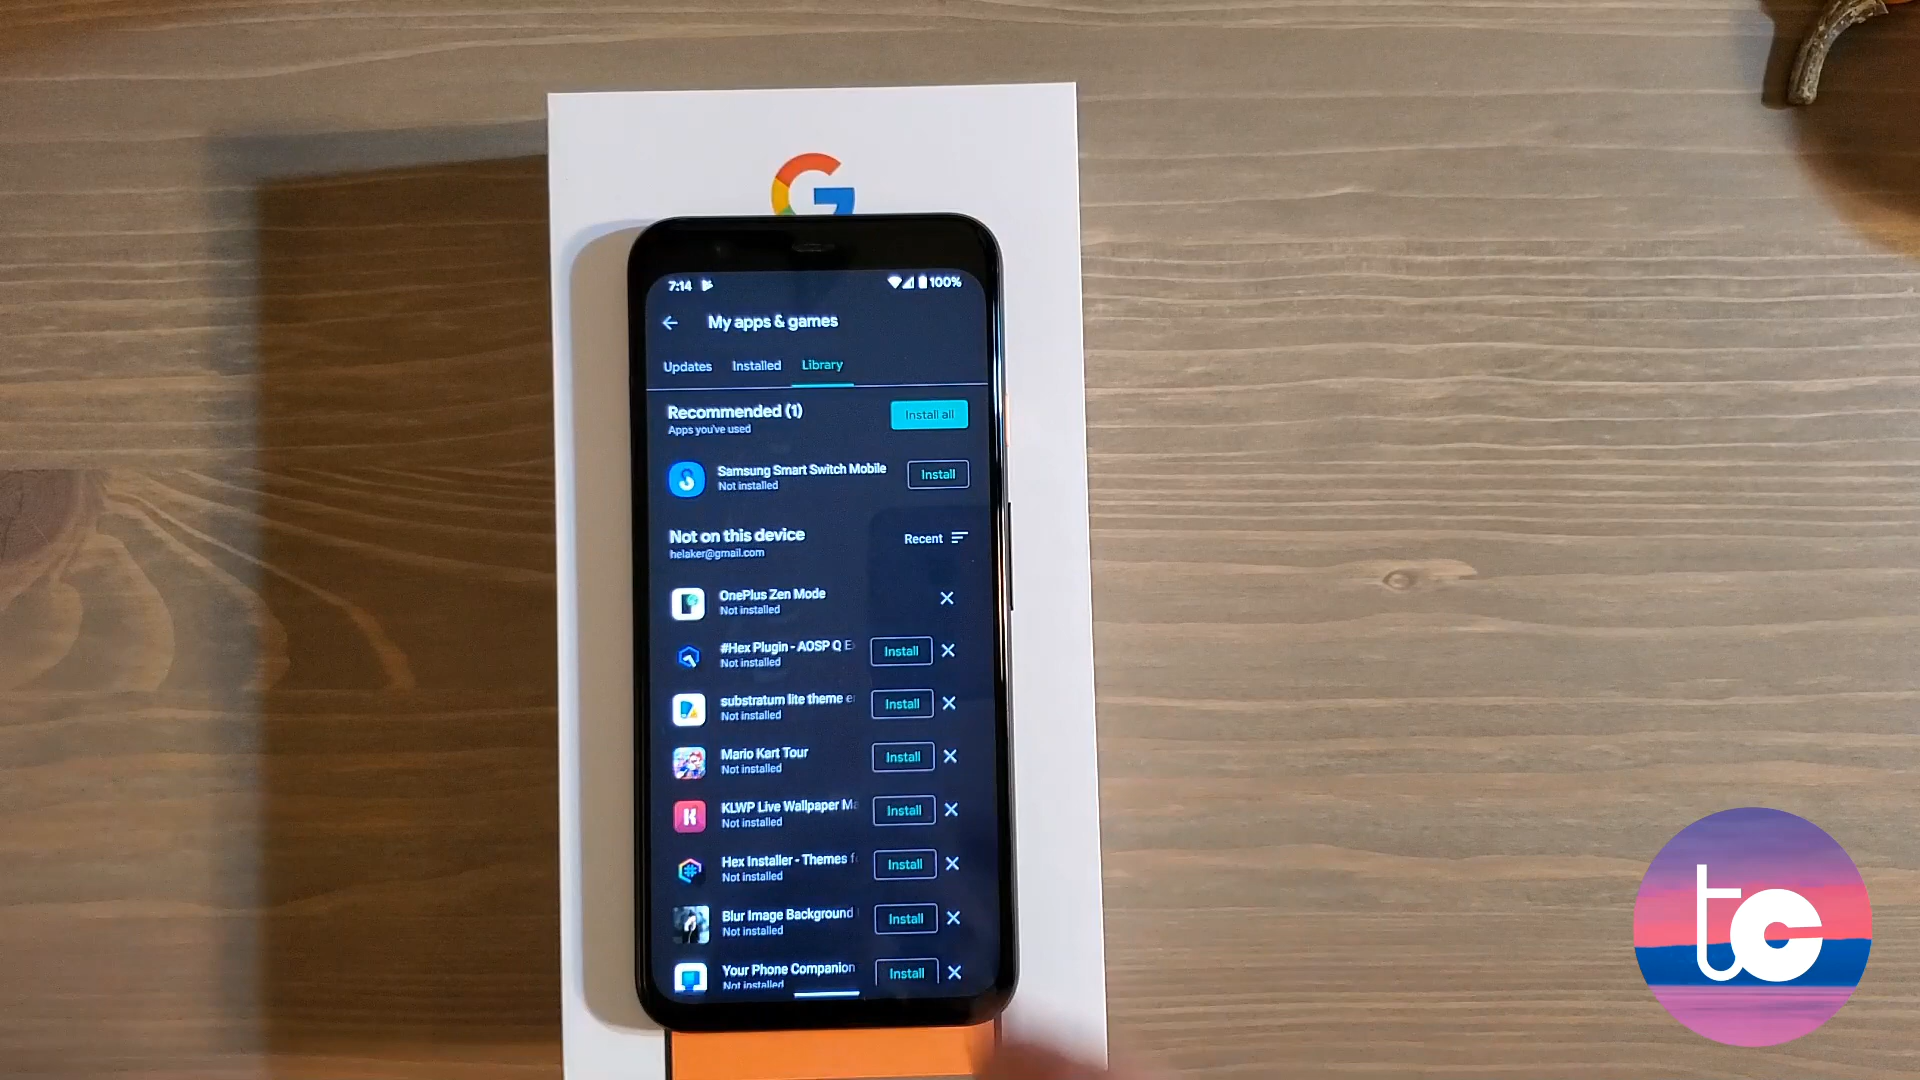 G
7:14 100%
My apps & games
Updates Installed Library
Recommended (1) Install all
Apps you've used
Samsung Smart Switch Mobile Install
Not installed
Not on this device Recent
helaker@gmail.com
OnePlus Zen Mode
Not installed
#Hex Plugin - AOSP Q E Install
Not installed
substratum lite theme e Install
Not installed
Mario Kart Tour Install
Not installed
KLWP Live Wallpaper Ma Install
Not installed
Hex Installer - Themes f Install
Not installed
Blur Image Background Install
Not installed
Your Phone Companion Install
Not installed
tc